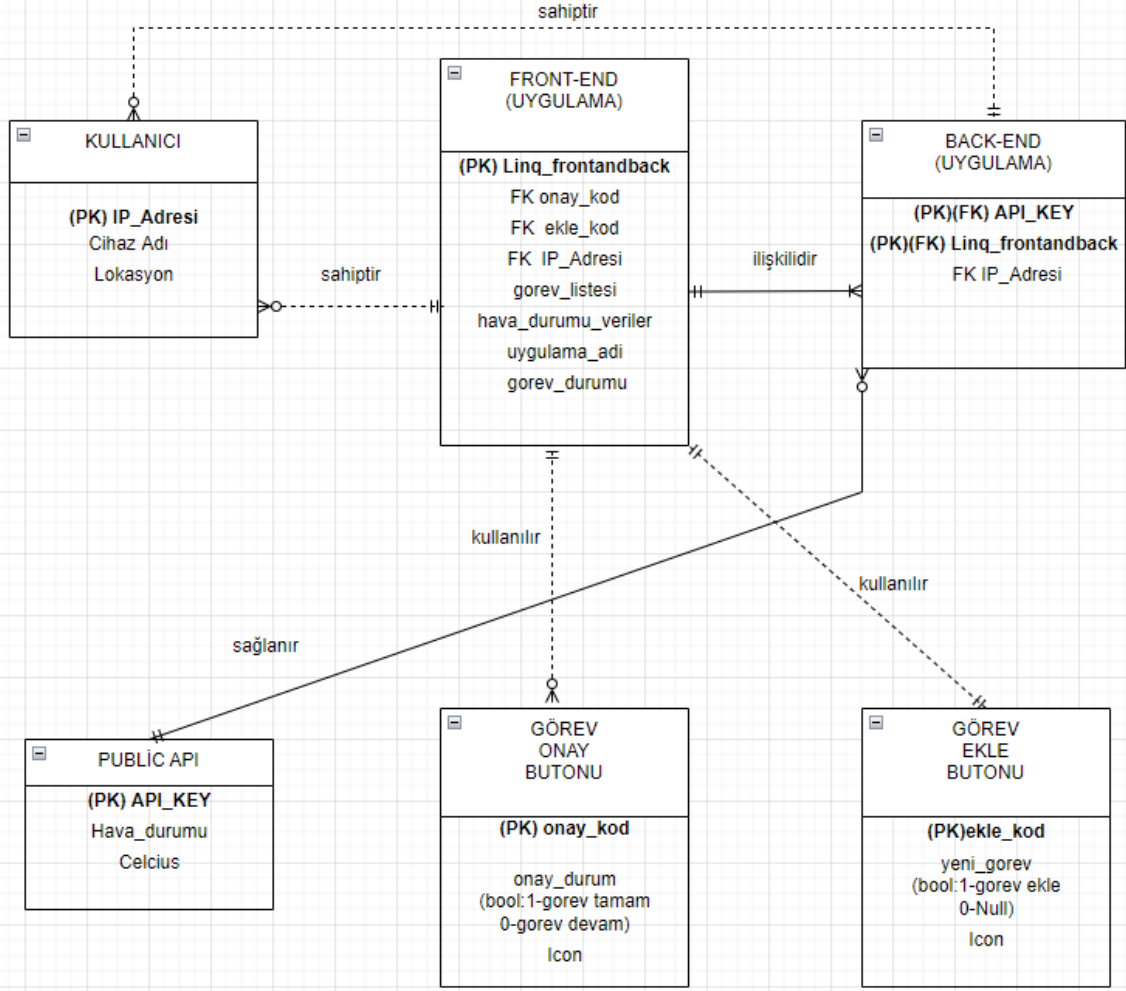 sahiptir
KULLANICI
(PK) IP_Adresi
Cihaz Adı
Lokasyon
sahiptir
FRONT-END
(UYGULAMA)
(PK) Linq_frontandback
FK onay_kod
FK ekle_kod
FK IP_Adresi
gorev_listesi
hava_durumu_veriler
uygulama_adi
gorev_durumu
ilişkilidir
BACK-END
(UYGULAMA)
(PK)(FK) API_KEY
(PK)(FK) Linq_frontandback
FK IP_Adresi
kullanılır
kullanılır
sağlanır
PUBLİC API
(PK) API_KEY
Hava_durumu
Celcius
GÖREV
ONAY
BUTONU
(PK) onay_kod
onay_durum
(bool:1-gorev tamam
0-gorev devam)
Icon
GÖREV
EKLE
BUTONU
(PK)ekle_kod
yeni_gorev
(bool:1-gorev ekle
0-Null)
Icon